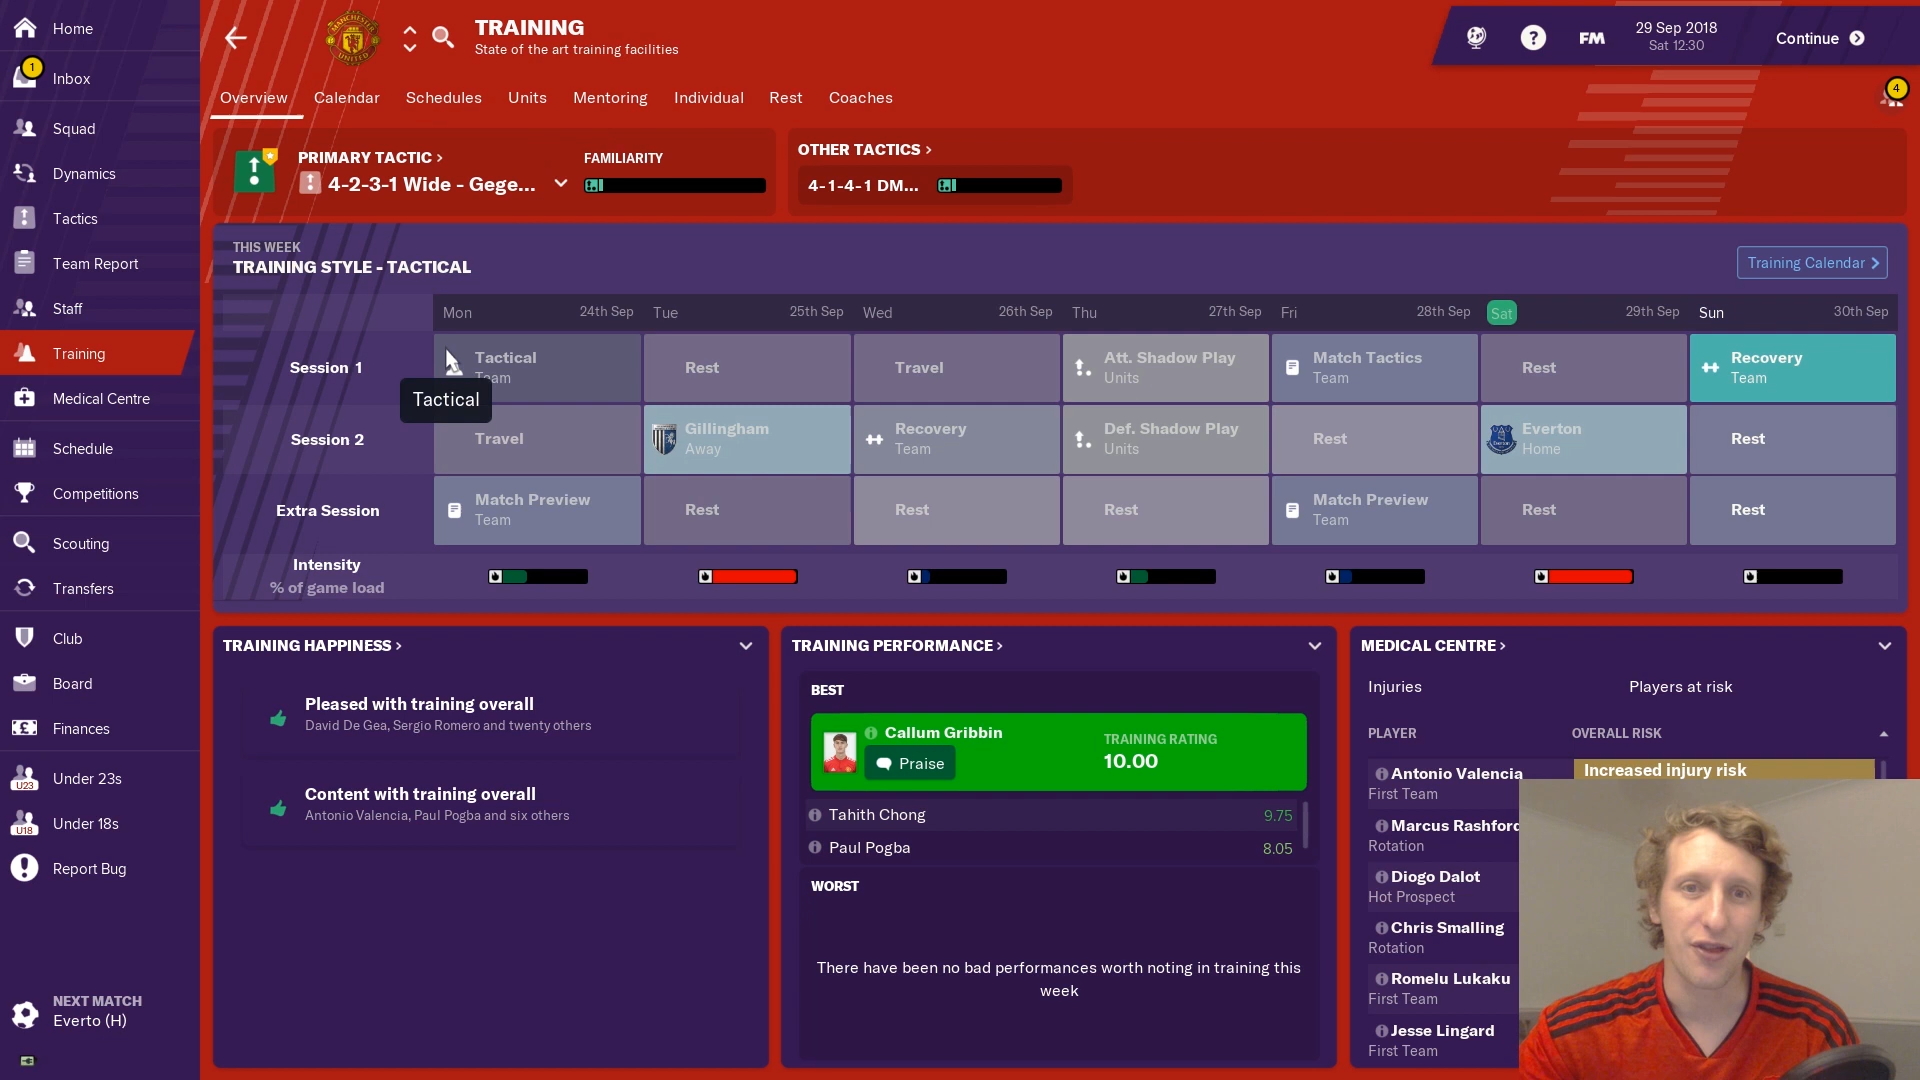 Home
1
Inbox
Squad
Dynamics
Tactics
Team Report
Staff
Training
Medical Centre
Schedule
Competitions
Scouting
Transfers
Club
Board
Finances
U23
Under 23s
U18
Under 18s
Report Bug
NEXT MATCH
Everto (H)
MANCHESTER
UNITED
TRAINING
State of the art training facilities
FM
29 Sep 2018
Sat 12:30
Continue
Overview Calendar Schedules Units Mentoring Individual Rest Coaches
4
PRIMARY TACTIC >
4-2-3-1 Wide - Gege...
FAMILIARITY
OTHER TACTICS >
4-1-4-1 DM...
THIS WEEK
TRAINING STYLE - TACTICAL
Training Calendar >
Mon 24th Sep Tue 25th Sep Wed 26th Sep Thu 27th Sep Fri 28th Sep Sat 29th Sep Sun 30th Sep
Session 1
Tactical
Team
Rest
Travel
Att. Shadow Play
Units
Match Tactics
Team
Rest
Recovery
Team
Tactical
Session 2
Travel
Gillingham
Away
Recovery
Team
Def. Shadow Play
Units
Rest
Everton
Home
Rest
Extra Session
Match Preview
Team
Rest
Rest
Rest
Match Preview
Team
Rest
Rest
Intensity
% of game load
TRAINING HAPPINESS >
Pleased with training overall
David De Gea, Sergio Romero and twenty others
Content with training overall
Antonio Valencia, Paul Pogba and six others
TRAINING PERFORMANCE >
BEST
Callum Gribbin
Praise
TRAINING RATING
10.00
Tahith Chong 9.75
Paul Pogba 8.05
WORST
There have been no bad performances worth noting in training this
week
MEDICAL CENTRE >
Injuries Players at risk
PLAYER OVERALL RISK
Antonio Valencia
First Team
Increased injury risk
Marcus Rashford
Rotation
Diogo Dalot
Hot Prospect
Chris Smalling
Rotation
Romelu Lukaku
First Team
Jesse Lingard
First Team